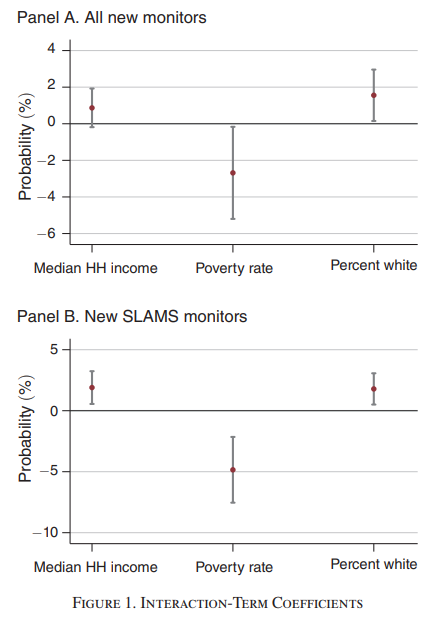 Panel A. All new monitors
Probability (%)
4
2
0
−2
−4
−6
Median HH income Poverty rate Percent white
Panel B. New SLAMS monitors
Probability (%)
5
0
−5
−10
Median HH income Poverty rate Percent white
FIGURE 1. INTERACTION-TERM COEFFICIENTS